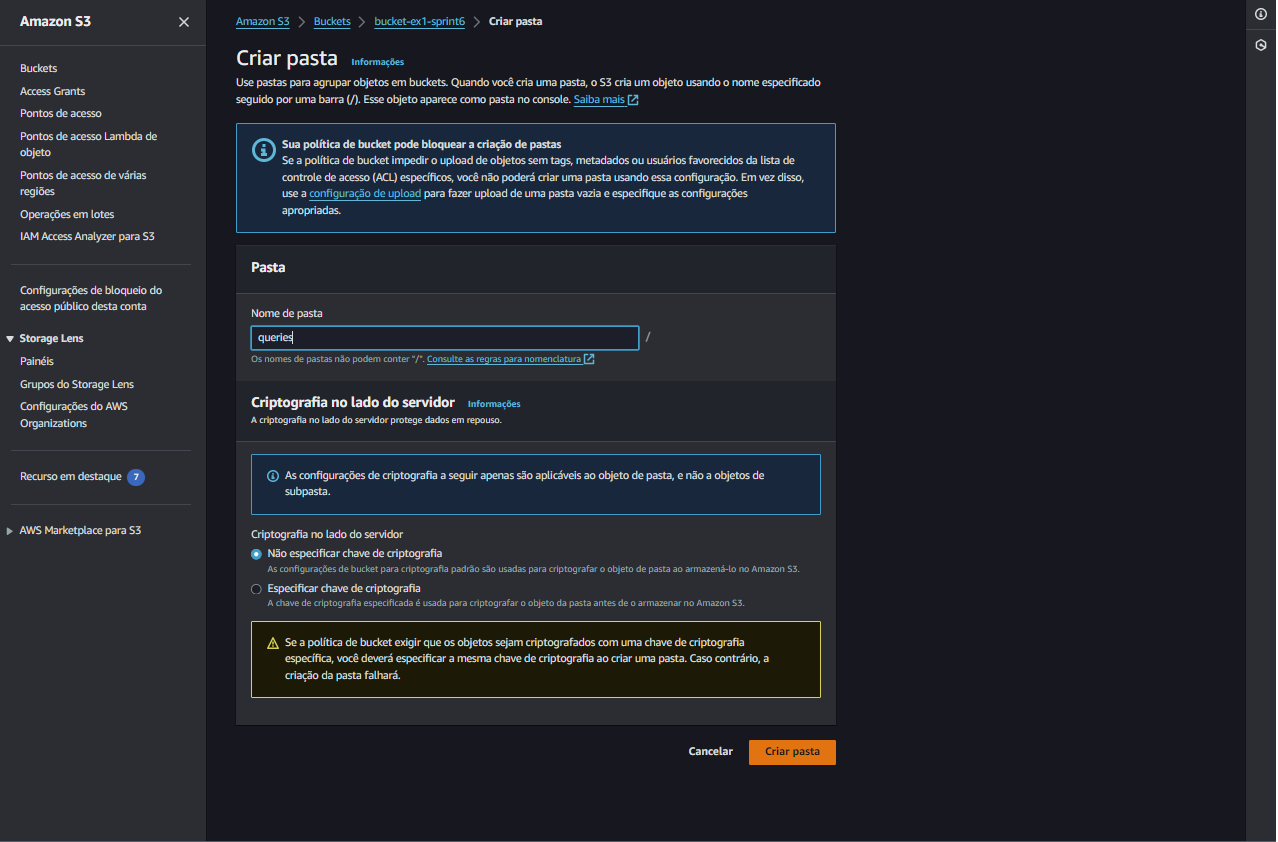 Amazon S3
Buckets
Access Grants
Pontos de acesso
Pontos de acesso Lambda de
objeto
Pontos de acesso de várias
regiões
Operações em lotes
IAM Access Analyzer para S3
Configurações de bloqueio do
acesso público desta conta
Storage Lens
Painéis
Grupos do Storage Lens
Configurações do AWS
Organizations
Recurso em destaque 7
AWS Marketplace para S3
Amazon S3 > Buckets > bucket-ex1-sprint6 > Criar pasta
Criar pasta Informações
Use pastas para agrupar objetos em buckets. Quando você cria uma pasta, o S3 cria um objeto usando o nome especificado
seguido por uma barra (/). Esse objeto aparece como pasta no console. Saiba mais
Sua política de bucket pode bloquear a criação de pastas
Se a política de bucket impedir o upload de objetos sem tags, metadados ou usuários favorecidos da lista de
controle de acesso (ACL) específicos, você não poderá criar uma pasta usando essa configuração. Em vez disso,
use a configuração de upload para fazer upload de uma pasta vazia e especifique as configurações
apropriadas.
Pasta
Nome de pasta
queries /
Os nomes de pastas não podem conter "/". Consulte as regras para nomenclatura
Criptografia no lado do servidor Informações
A criptografia no lado do servidor protege dados em repouso.
As configurações de criptografia a seguir apenas são aplicáveis ao objeto de pasta, e não a objetos de
subpasta.
Criptografia no lado do servidor
Não especificar chave de criptografia
As configurações de bucket para criptografia padrão são usadas para criptografar o objeto de pasta ao armazená-lo no Amazon S3.
Especificar chave de criptografia
A chave de criptografia especificada é usada para criptografar o objeto da pasta antes de o armazenar no Amazon S3.
Se a política de bucket exigir que os objetos sejam criptografados com uma chave de criptografia
específica, você deverá especificar a mesma chave de criptografia ao criar uma pasta. Caso contrário, a
criação da pasta falhará.
Cancelar Criar pasta